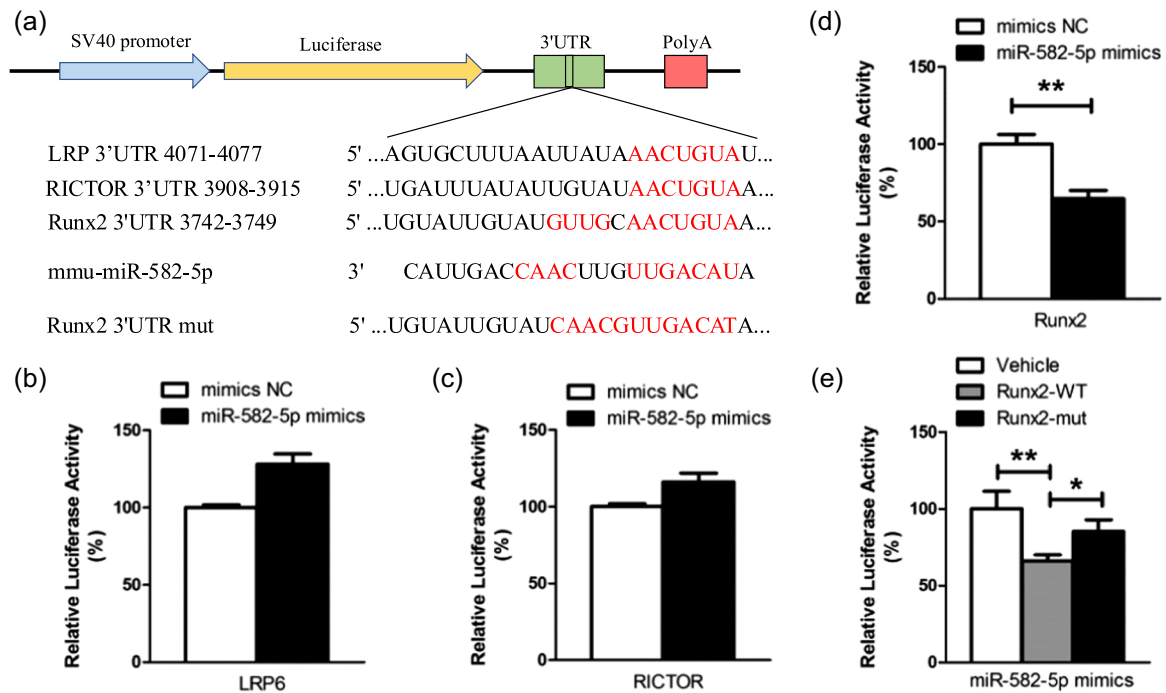 (a)
SV40 promoter Luciferase 3'UTR PolyA
LRP 3'UTR 4071-4077 5' ...AGUGCUUUAAUUAUAAACUGUAU...
RICTOR 3'UTR 3908-3915 5' ...UGAUUUAUAUUGUAUAACUGUAA...
Runx2 3'UTR 3742-3749 5' ...UGUAUUGUAUGUUGCAACUGUAA...
mmu-miR-582-5p 3' CAUUGACCAACUUGUUGACAUA
Runx2 3'UTR mut 5' ...UGUAUUGUAUCAACGUUGACATA...
(b)
mimics NC
miR-582-5p mimics
Relative Luciferase Activity
(%)
150
100
50
0
LRP6
(c)
mimics NC
miR-582-5p mimics
Relative Luciferase Activity
(%)
150
100
50
0
RICTOR
(d)
mimics NC
miR-582-5p mimics
Relative Luciferase Activity
(%)
150
100
50
0
**
Runx2
(e)
Vehicle
Runx2-WT
Runx2-mut
Relative Luciferase Activity
(%)
150
100
50
0
**
*
miR-582-5p mimics